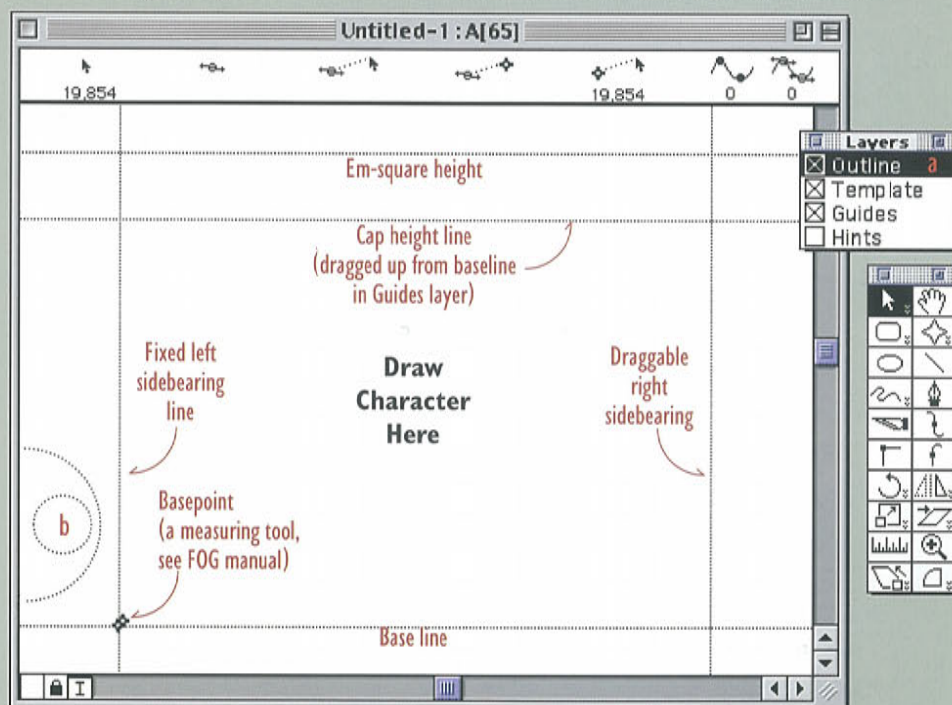 Untitled-1 : A[65]
19,854
19,854
0
0
Em-square height
Cap height line
(dragged up from baseline
in Guides layer)
Layers
Outline a
Template
Guides
Hints
Fixed left
sidebearing
line
Draw
Character
Here
Draggable
right
sidebearing
b
Basepoint
(a measuring tool,
see FOG manual)
Base line